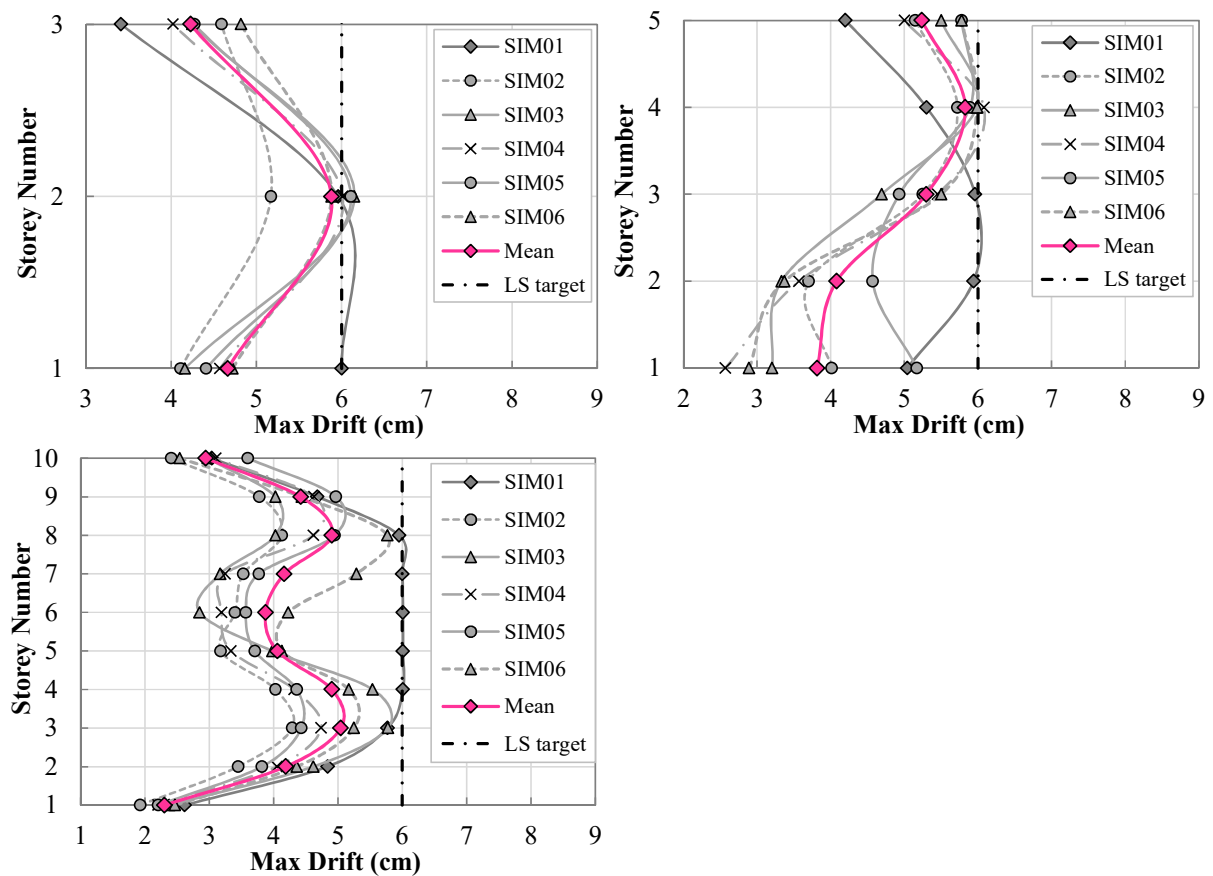 3
2
1
Storey Number
3 4 5 6 7 8 9
Max Drift (cm)
SIM01
SIM02
SIM03
SIM04
SIM05
SIM06
Mean
LS target
5
4
3
2
1
Storey Number
2 3 4 5 6 7 8 9
Max Drift (cm)
SIM01
SIM02
SIM03
SIM04
SIM05
SIM06
Mean
LS target
10
9
8
7
6
5
4
3
2
1
Storey Number
1 2 3 4 5 6 7 8 9
Max Drift (cm)
SIM01
SIM02
SIM03
SIM04
SIM05
SIM06
Mean
LS target